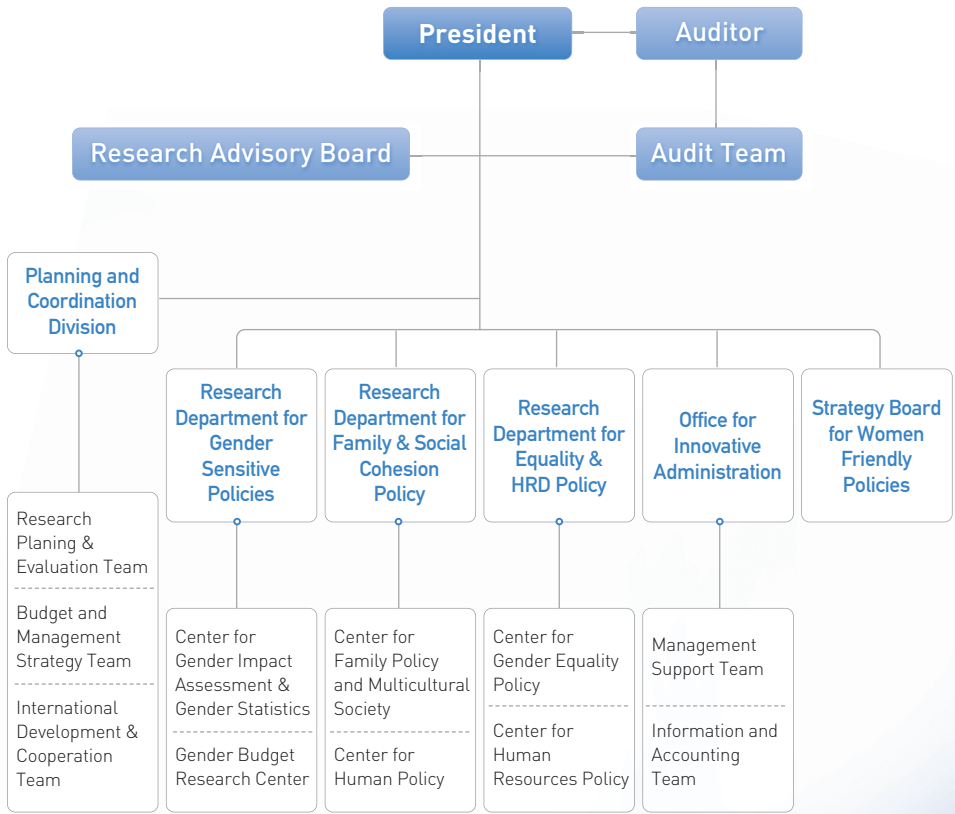 President
Auditor
Research Advisory Board
Audit Team
Planning and
Coordination
Division
Research
Department for
Gender
Sensitive
Policies
Research
Department for
Family & Social
Cohesion
Policy
Research
Department for
Equality &
HRD Policy
Office for
Innovative
Administration
Strategy Board
for Women
Friendly
Policies
Research
Planing &
Evaluation Team
Budget and
Management
Strategy Team
International
Development &
Cooperation
Team
Center for
Gender Impact
Assessment &
Gender Statistics
Gender Budget
Research Center
Center for
Family Policy
and Multicultural
Society
Center for
Human Policy
Center for
Gender Equality
Policy
Center for
Human
Resources Policy
Management
Support Team
Information and
Accounting
Team